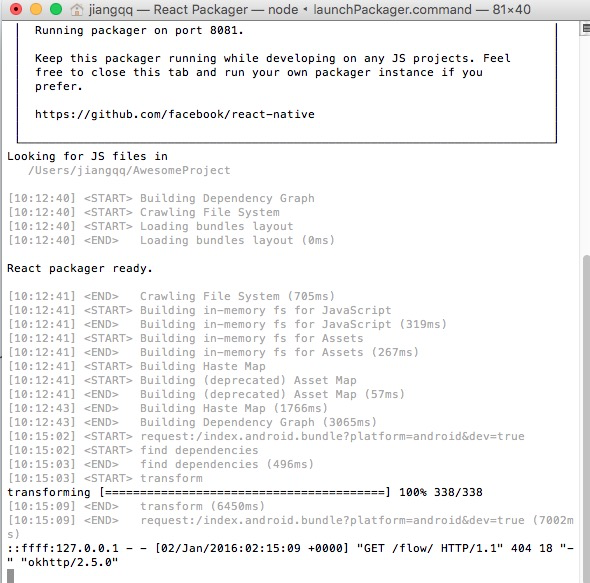 jiangqq — React Packager — node ◂ launchPackager.command — 81×40
Running packager on port 8081.
Keep this packager running while developing on any JS projects. Feel
free to close this tab and run your own packager instance if you
prefer.
https://github.com/facebook/react-native
Looking for JS files in
/Users/jiangqq/AwesomeProject
[10:12:40] <START> Building Dependency Graph
[10:12:40] <START> Crawling File System
[10:12:40] <START> Loading bundles layout
[10:12:40] <END>   Loading bundles layout (0ms)
React packager ready.
[10:12:41] <END>   Crawling File System (705ms)
[10:12:41] <START> Building in-memory fs for JavaScript
[10:12:41] <END>   Building in-memory fs for JavaScript (319ms)
[10:12:41] <START> Building in-memory fs for Assets
[10:12:41] <END>   Building in-memory fs for Assets (267ms)
[10:12:41] <START> Building Haste Map
[10:12:41] <START> Building (deprecated) Asset Map
[10:12:41] <END>   Building (deprecated) Asset Map (57ms)
[10:12:43] <END>   Building Haste Map (1766ms)
[10:12:43] <END>   Building Dependency Graph (3065ms)
[10:15:02] <START> request:/index.android.bundle?platform=android&dev=true
[10:15:02] <START> find dependencies
[10:15:03] <END>   find dependencies (496ms)
[10:15:03] <START> transform
transforming [========================================] 100% 338/338
[10:15:09] <END>   transform (6450ms)
[10:15:09] <END>   request:/index.android.bundle?platform=android&dev=true (7002m
s)
::ffff:127.0.0.1 - - [02/Jan/2016:02:15:09 +0000] "GET /flow/ HTTP/1.1" 404 18 "-
" "okhttp/2.5.0"